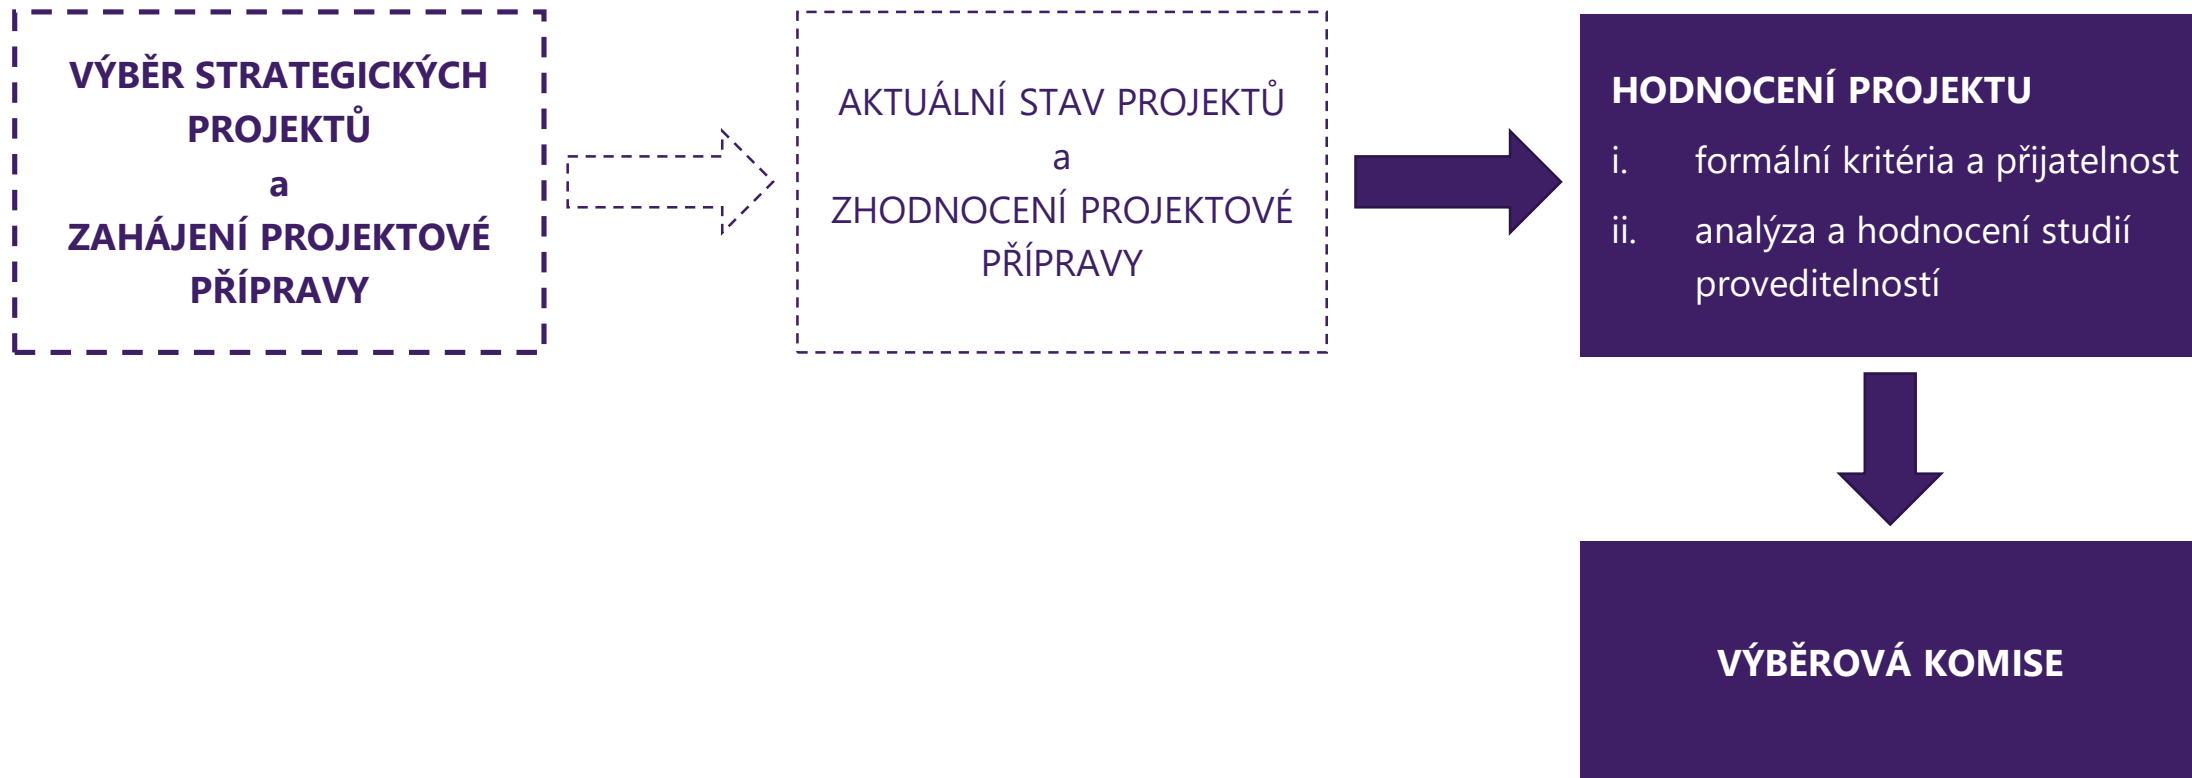 VÝBĚR STRATEGICKÝCH
PROJEKTŮ
a
ZAHÁJENÍ PROJEKTOVÉ
PŘÍPRAVY
AKTUÁLNÍ STAV PROJEKTŮ
a
ZHODNOCENÍ PROJEKTOVÉ
PŘÍPRAVY
HODNOCENÍ PROJEKTU
i. formální kritéria a přijatelnost
ii. analýza a hodnocení studií
proveditelností
VÝBĚROVÁ KOMISE